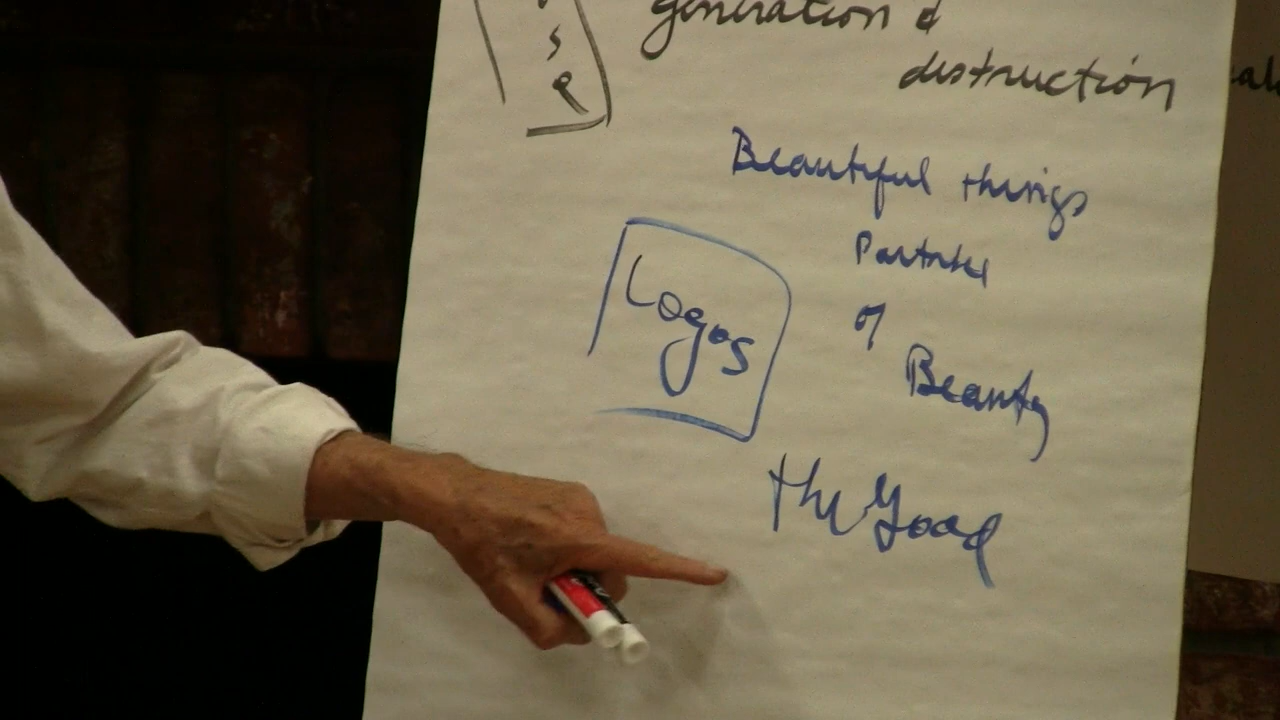 generation &
destruction
Beautiful things
Partake
of
Beauty
Logos
The Good